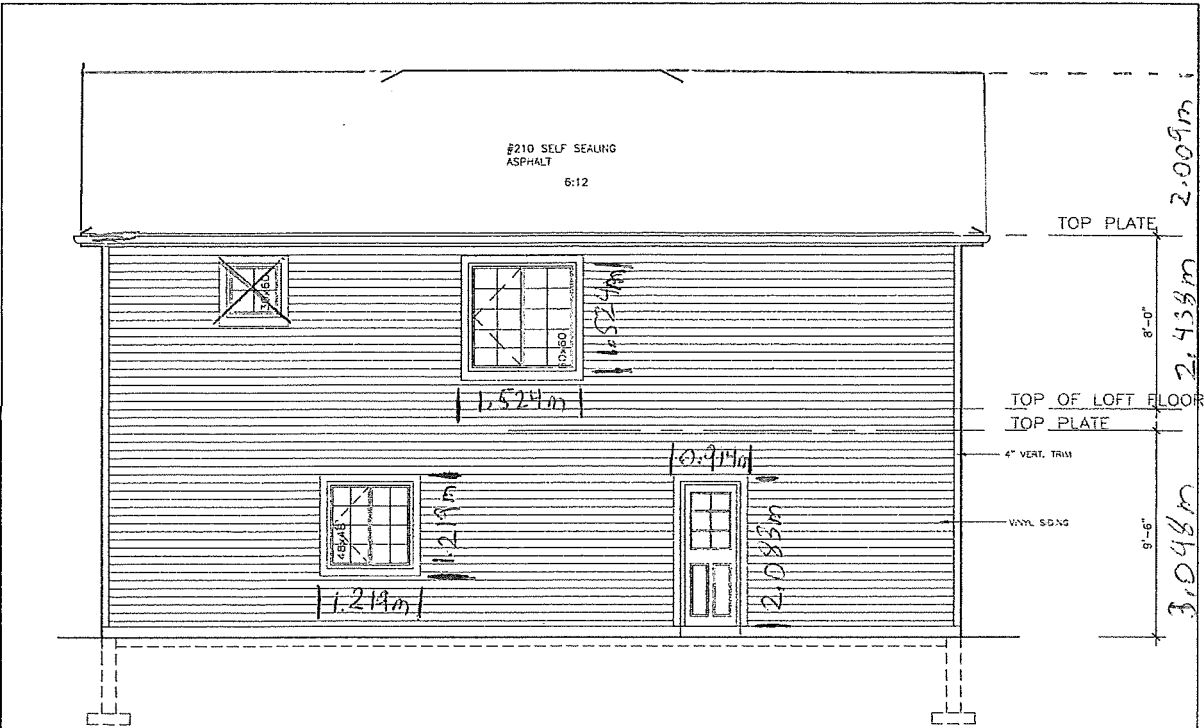 #210 SELF SEALING
ASPHALT
6:12
2.009m
TOP PLATE
60x60
1.524m
1.524m
8'-0"
2.438m
TOP OF LOFT FLOOR
TOP PLATE
4" VERT. TRIM
0.914m
48x48
1.219m
1.219m
2.083m
VINYL SIDING
9'-6"
3.048m